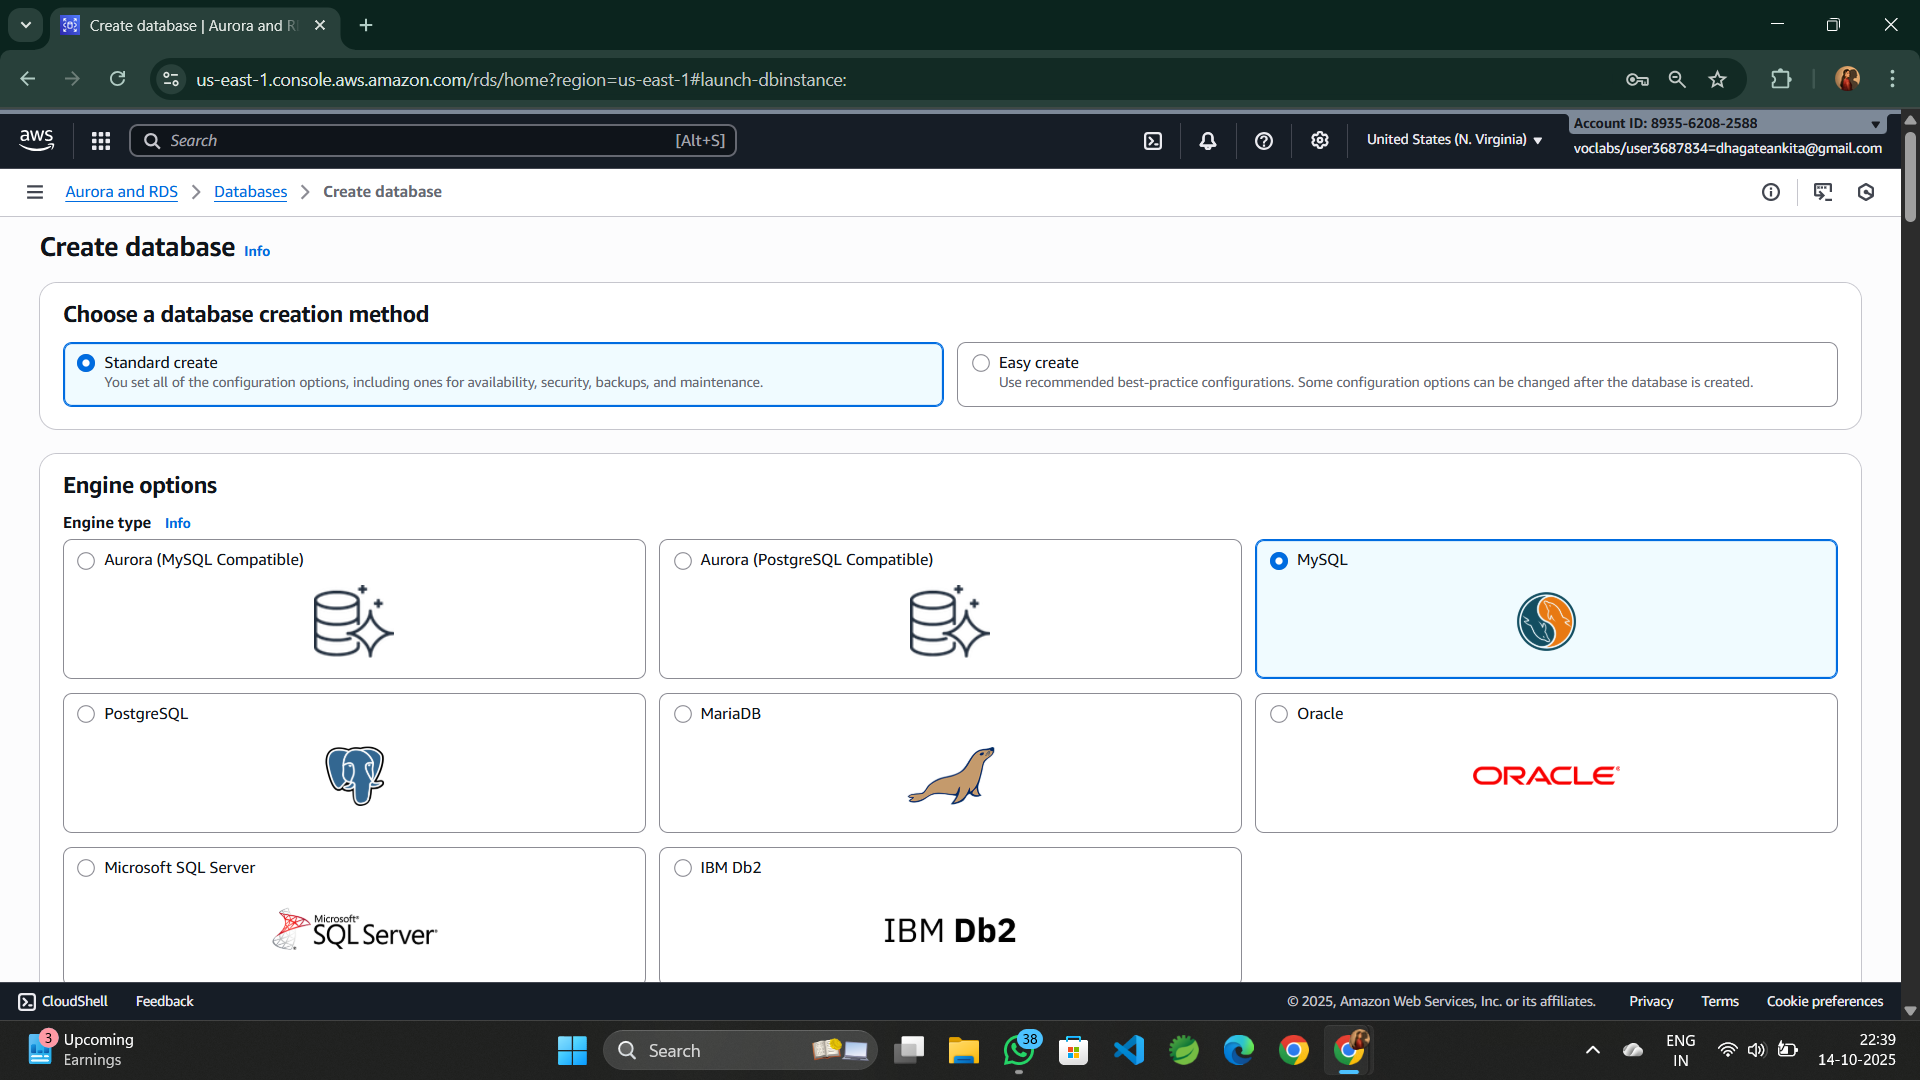 Create database | Aurora and R
us-east-1.console.aws.amazon.com/rds/home?region=us-east-1#launch-dbinstance:
aws
Search
[Alt+S]
United States (N. Virginia)
Account ID: 8935-6208-2588
voclabs/user3687834=dhagateankita@gmail.com
Aurora and RDS
Databases
Create database
Create database Info
Choose a database creation method
Standard create
You set all of the configuration options, including ones for availability, security, backups, and maintenance.
Easy create
Use recommended best-practice configurations. Some configuration options can be changed after the database is created.
Engine options
Engine type Info
Aurora (MySQL Compatible)
Aurora (PostgreSQL Compatible)
MySQL
PostgreSQL
MariaDB
Oracle
ORACLE
Microsoft SQL Server
Microsoft
SQL Server
IBM Db2
IBM Db2
CloudShell
Feedback
© 2025, Amazon Web Services, Inc. or its affiliates.
Privacy
Terms
Cookie preferences
3
Upcoming
Earnings
Search
38
ENG
IN
22:39
14-10-2025